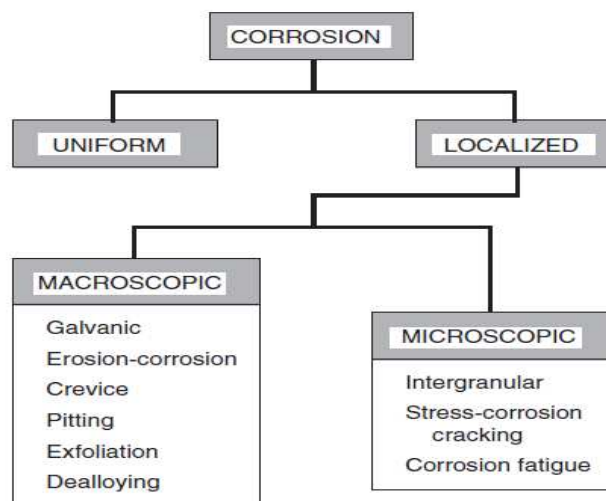 CORROSION
UNIFORM
LOCALIZED
MACROSCOPIC
Galvanic
Erosion-corrosion
Crevice
Pitting
Exfoliation
Dealloying
MICROSCOPIC
Intergranular
Stress-corrosion
cracking
Corrosion fatigue